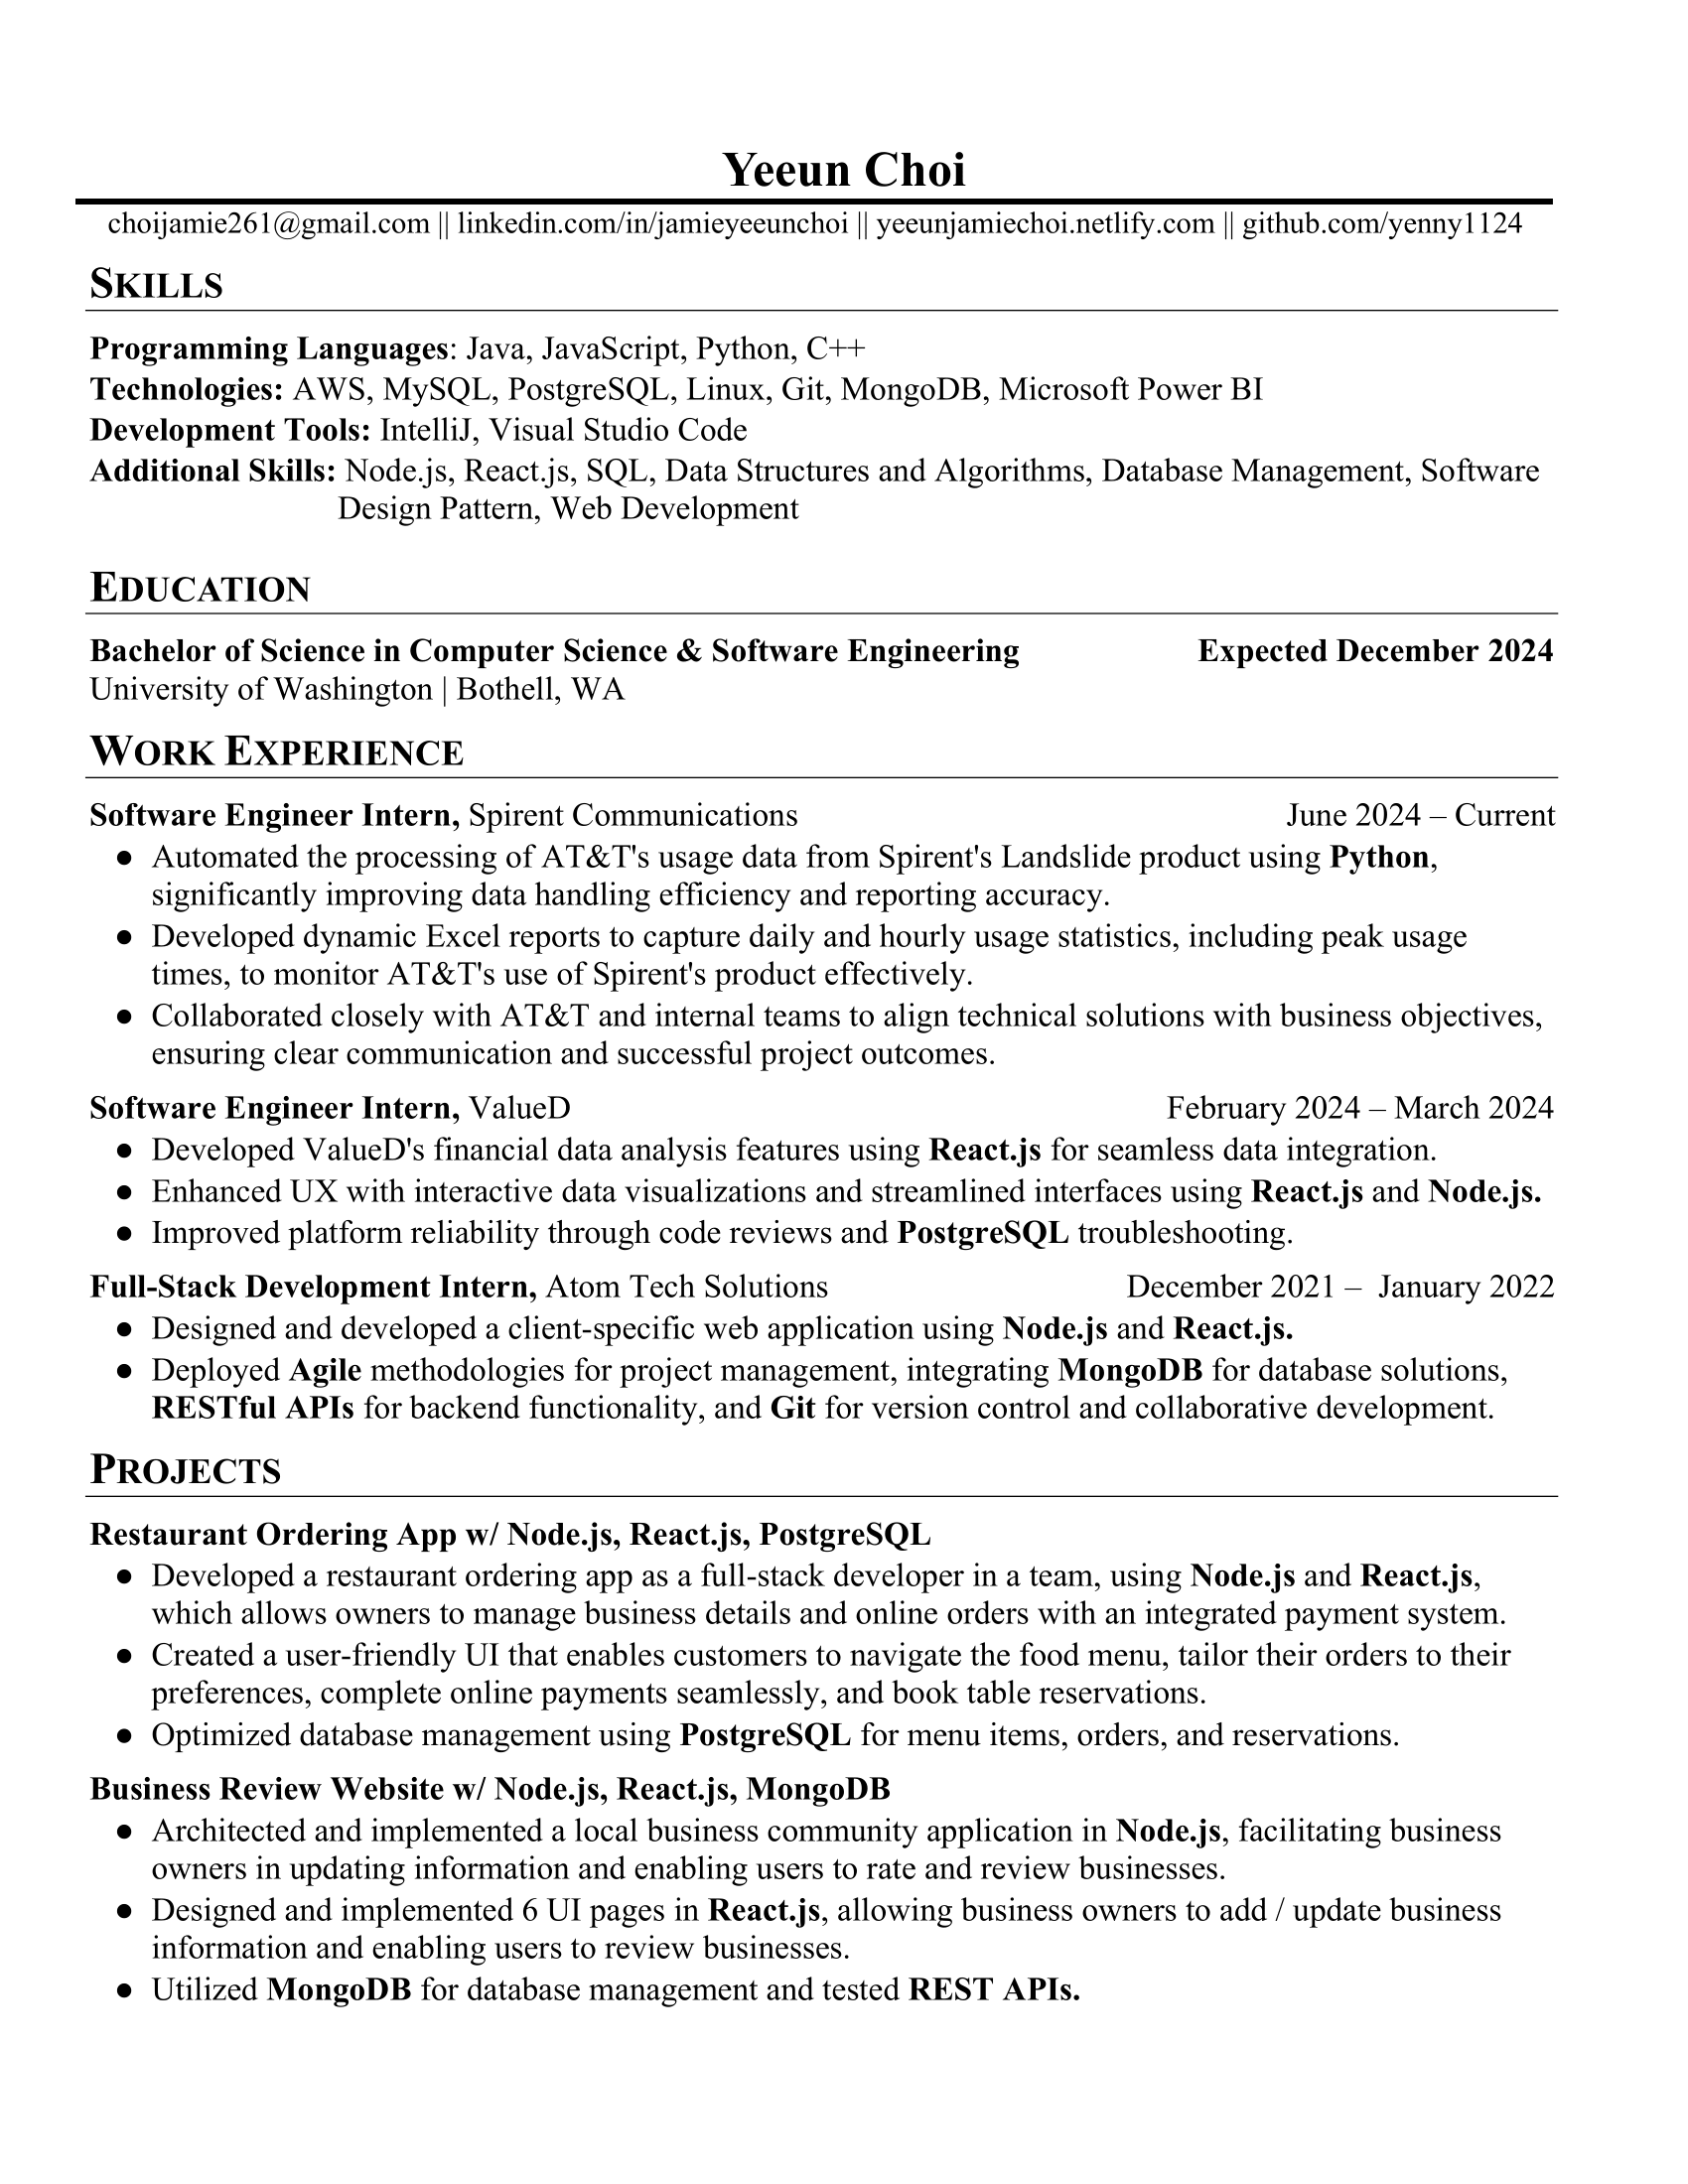 Yeeun Choi
choijamie261@gmail.com || linkedin.com/in/jamieyeeunchoi || yeeunjamiechoi.netlify.com || github.com/yenny1124
SKILLS
Programming Languages: Java, JavaScript, Python, C++
Technologies: AWS, MySQL, PostgreSQL, Linux, Git, MongoDB, Microsoft Power BI
Development Tools: IntelliJ, Visual Studio Code
Additional Skills: Node.js, React.js, SQL, Data Structures and Algorithms, Database Management, Software
Design Pattern, Web Development
EDUCATION
Bachelor of Science in Computer Science & Software Engineering Expected December 2024
University of Washington | Bothell, WA
WORK EXPERIENCE
Software Engineer Intern, Spirent Communications June 2024 – Current
● Automated the processing of AT&T's usage data from Spirent's Landslide product using Python,
significantly improving data handling efficiency and reporting accuracy.
● Developed dynamic Excel reports to capture daily and hourly usage statistics, including peak usage
times, to monitor AT&T's use of Spirent's product effectively.
● Collaborated closely with AT&T and internal teams to align technical solutions with business objectives,
ensuring clear communication and successful project outcomes.
Software Engineer Intern, ValueD February 2024 – March 2024
● Developed ValueD's financial data analysis features using React.js for seamless data integration.
● Enhanced UX with interactive data visualizations and streamlined interfaces using React.js and Node.js.
● Improved platform reliability through code reviews and PostgreSQL troubleshooting.
Full-Stack Development Intern, Atom Tech Solutions December 2021 – January 2022
● Designed and developed a client-specific web application using Node.js and React.js.
● Deployed Agile methodologies for project management, integrating MongoDB for database solutions,
RESTful APIs for backend functionality, and Git for version control and collaborative development.
PROJECTS
Restaurant Ordering App w/ Node.js, React.js, PostgreSQL
● Developed a restaurant ordering app as a full-stack developer in a team, using Node.js and React.js,
which allows owners to manage business details and online orders with an integrated payment system.
● Created a user-friendly UI that enables customers to navigate the food menu, tailor their orders to their
preferences, complete online payments seamlessly, and book table reservations.
● Optimized database management using PostgreSQL for menu items, orders, and reservations.
Business Review Website w/ Node.js, React.js, MongoDB
● Architected and implemented a local business community application in Node.js, facilitating business
owners in updating information and enabling users to rate and review businesses.
● Designed and implemented 6 UI pages in React.js, allowing business owners to add / update business
information and enabling users to review businesses.
● Utilized MongoDB for database management and tested REST APIs.